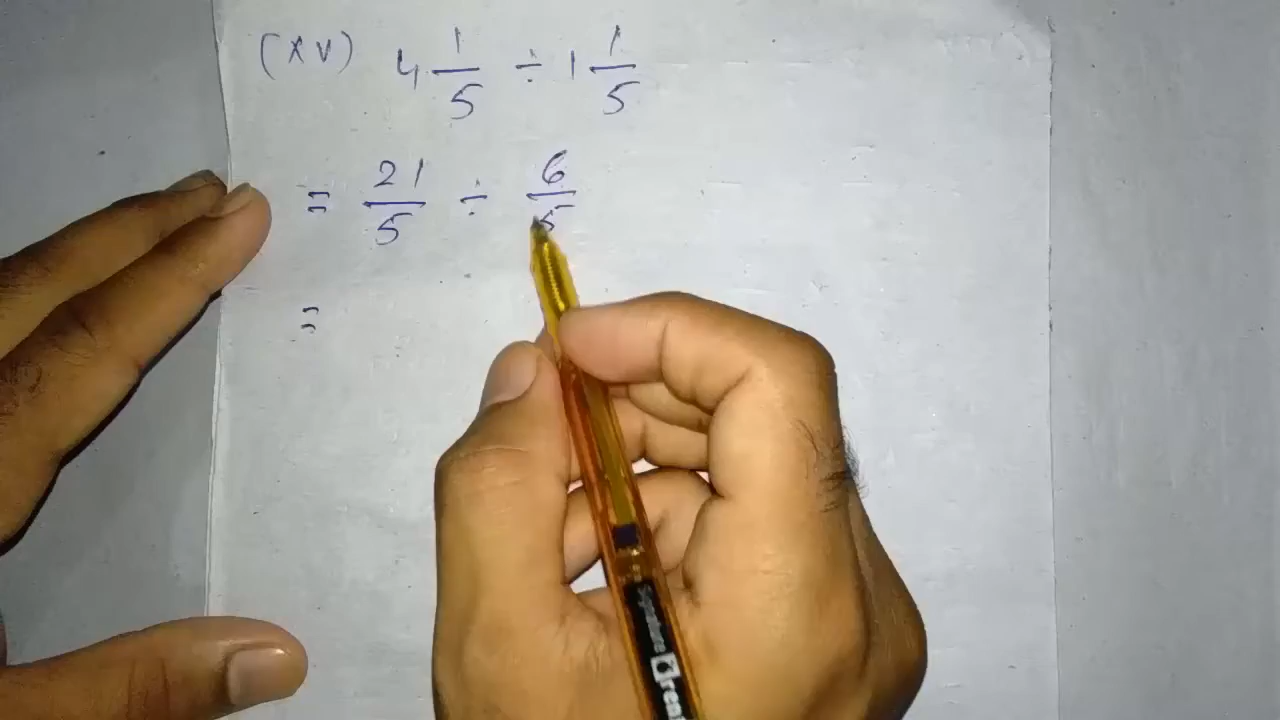 (XV) 4 1/5 ÷ 1 1/5
= 21/5 ÷ 6/5
=